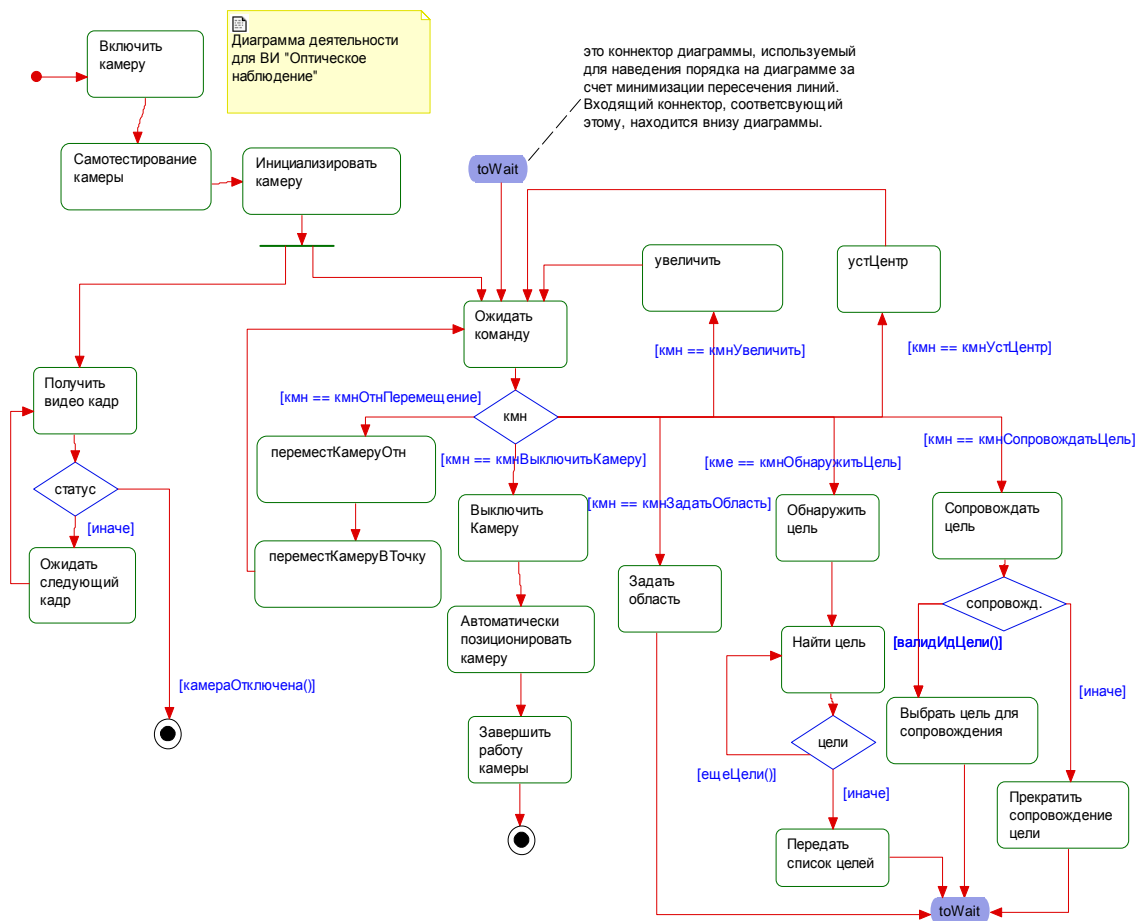 Включить
камеру
Диаграмма деятельности
для ВИ "Оптическое
наблюдение"
это коннектор диаграммы, используемый
для наведения порядка на диаграмме за
счет минимизации пересечения линий.
Входящий коннектор, соответсвующий
этому, находится внизу диаграммы.
Самотестирование
камеры
Инициализировать
камеру
toWait
увеличить
устЦентр
Ожидать
команду
[кмн == кмнУвеличить]
[кмн == кмнУстЦентр]
Получить
видео кадр
[кмн == кмнОтнПеремещение]
кмн
[кмн == кмнСопровождатьЦель]
переместКамеруОтн
[кмн == кмнВыключитьКамеру]
[кме == кмнОбнаружитьЦель]
статус
[кмн == кмнЗадатьОбласть]
Выключить
Камеру
Обнаружить
цель
Сопровождать
цель
[иначе]
Ожидать
следующий
кадр
переместКамеруВТочку
Задать
область
сопровожд.
Автоматически
позиционировать
камеру
Найти цель
[валидИдЦели()]
[камераОтключена()]
[иначе]
Выбрать цель для
сопровождения
Завершить
работу
камеры
цели
[ещеЦели()]
[иначе]
Прекратить
сопровождение
цели
Передать
список целей
toWait